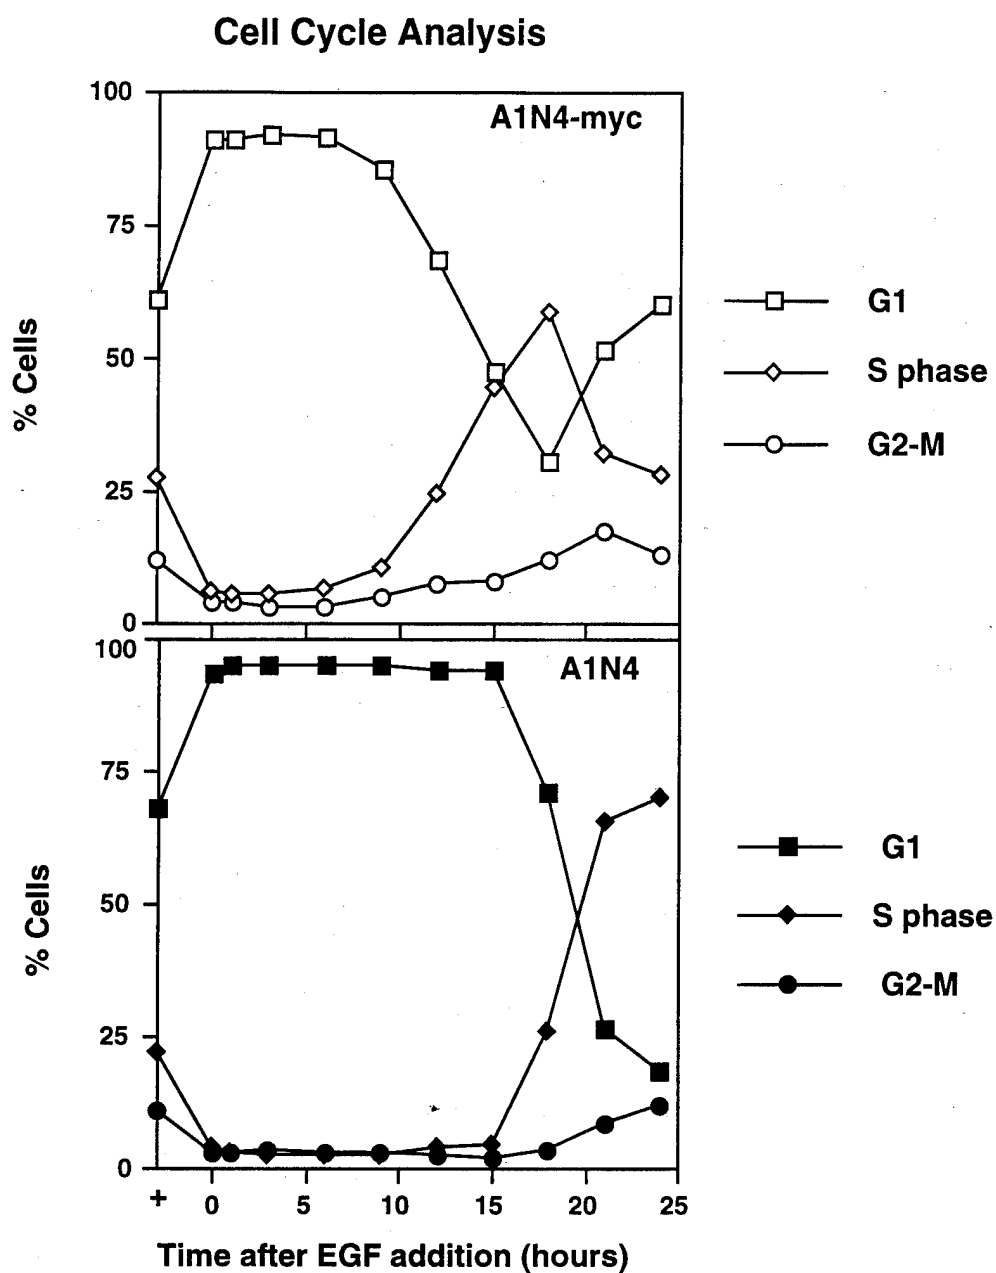 Cell Cycle Analysis
A1N4-myc
100
75
50
25
0
% Cells
G1
S phase
G2-M
A1N4
100
75
50
25
0
% Cells
G1
S phase
G2-M
+ 0 5 10 15 20 25
Time after EGF addition (hours)